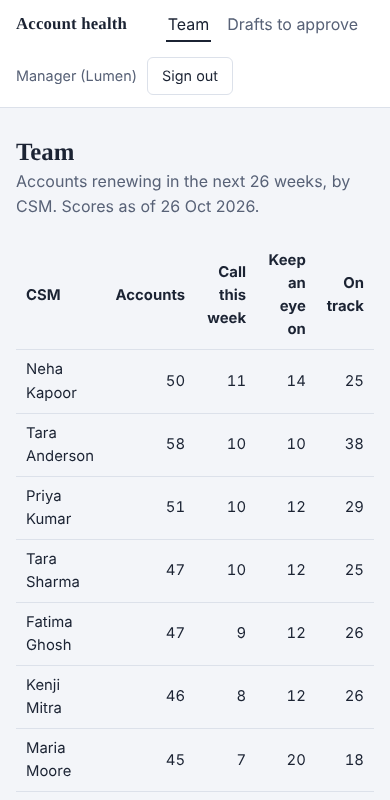 Account health Team Drafts to approve
Manager (Lumen) Sign out
Team
Accounts renewing in the next 26 weeks, by
CSM. Scores as of 26 Oct 2026.
CSM Accounts Call this week Keep an eye on On track
Neha Kapoor 50 11 14 25
Tara Anderson 58 10 10 38
Priya Kumar 51 10 12 29
Tara Sharma 47 10 12 25
Fatima Ghosh 47 9 12 26
Kenji Mitra 46 8 12 26
Maria Moore 45 7 20 18